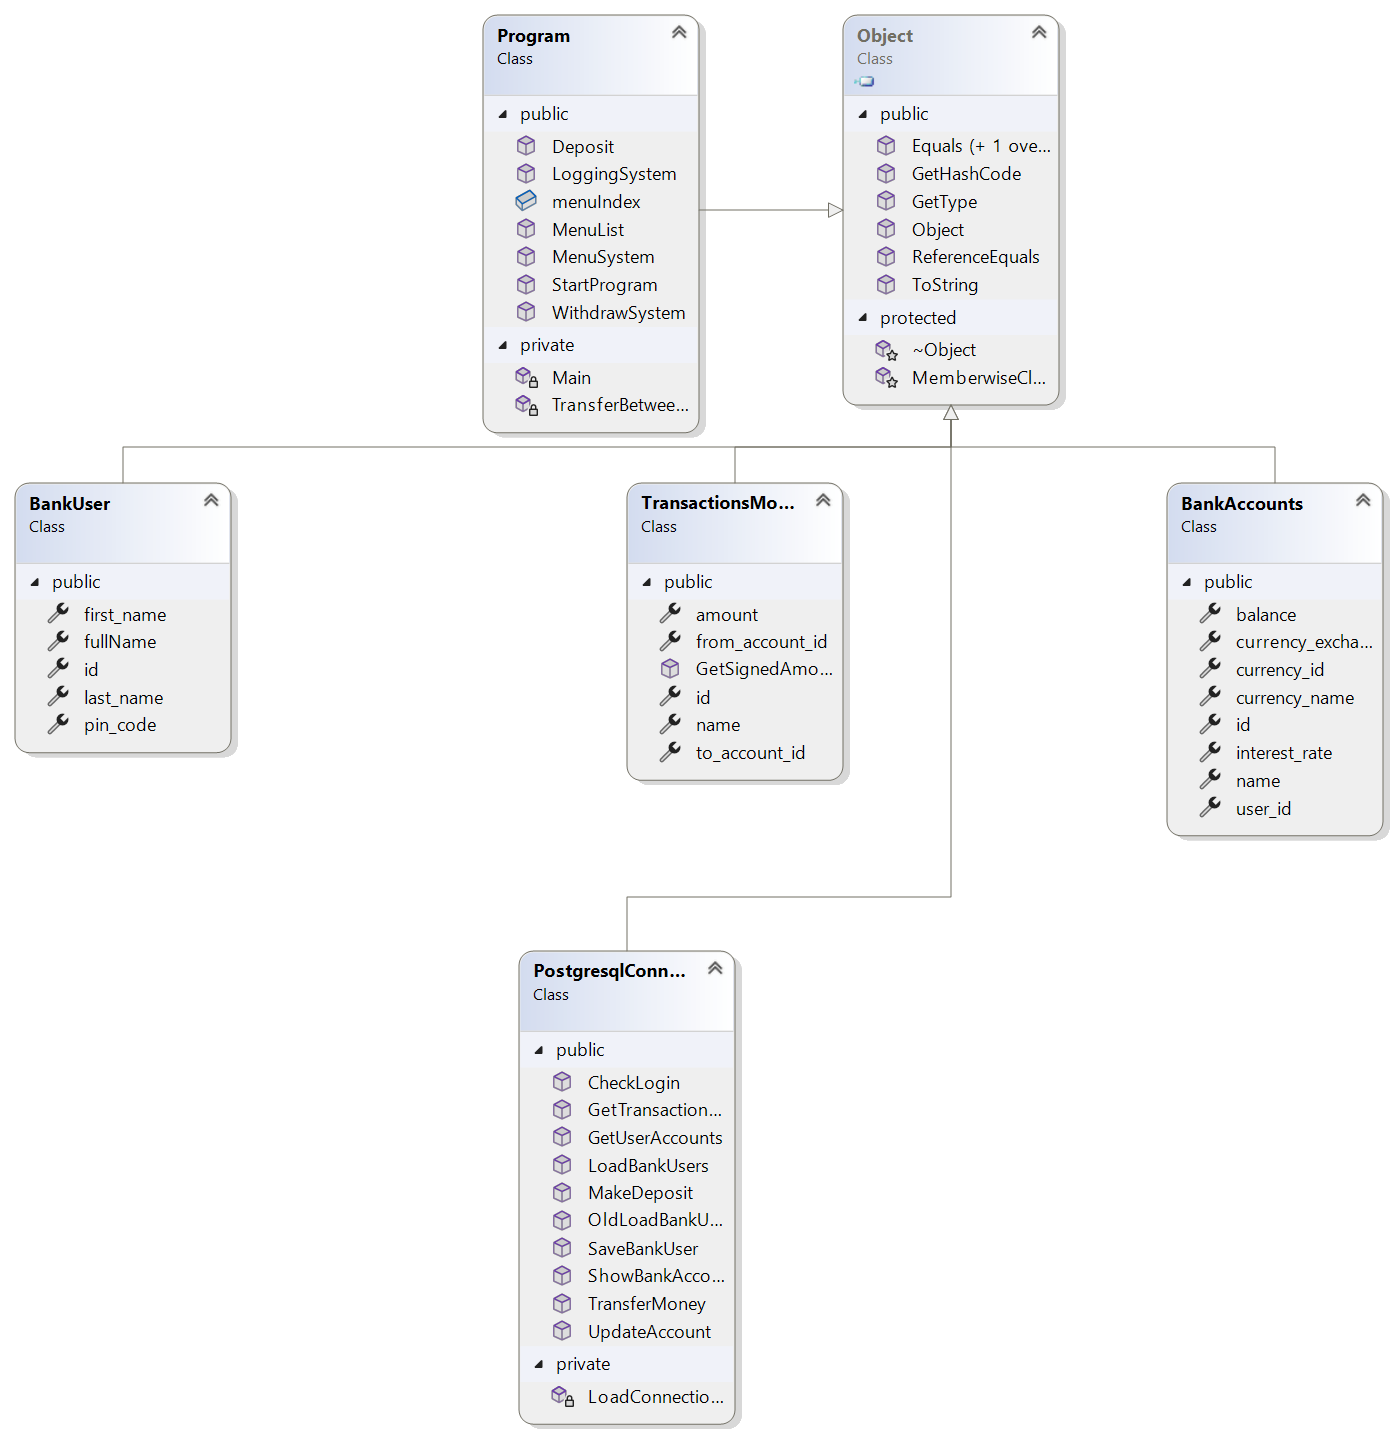 Program
Class
public
Deposit
LoggingSystem
menuIndex
MenuList
MenuSystem
StartProgram
WithdrawSystem
private
Main
TransferBetwee...
Object
Class
public
Equals (+ 1 ove...
GetHashCode
GetType
Object
ReferenceEquals
ToString
protected
~Object
MemberwiseCl...
BankUser
Class
public
first_name
fullName
id
last_name
pin_code
TransactionsMo...
Class
public
amount
from_account_id
GetSignedAmo...
id
name
to_account_id
BankAccounts
Class
public
balance
currency_excha...
currency_id
currency_name
id
interest_rate
name
user_id
PostgresqlConn...
Class
public
CheckLogin
GetTransaction...
GetUserAccounts
LoadBankUsers
MakeDeposit
OldLoadBankU...
SaveBankUser
ShowBankAcco...
TransferMoney
UpdateAccount
private
LoadConnectio...